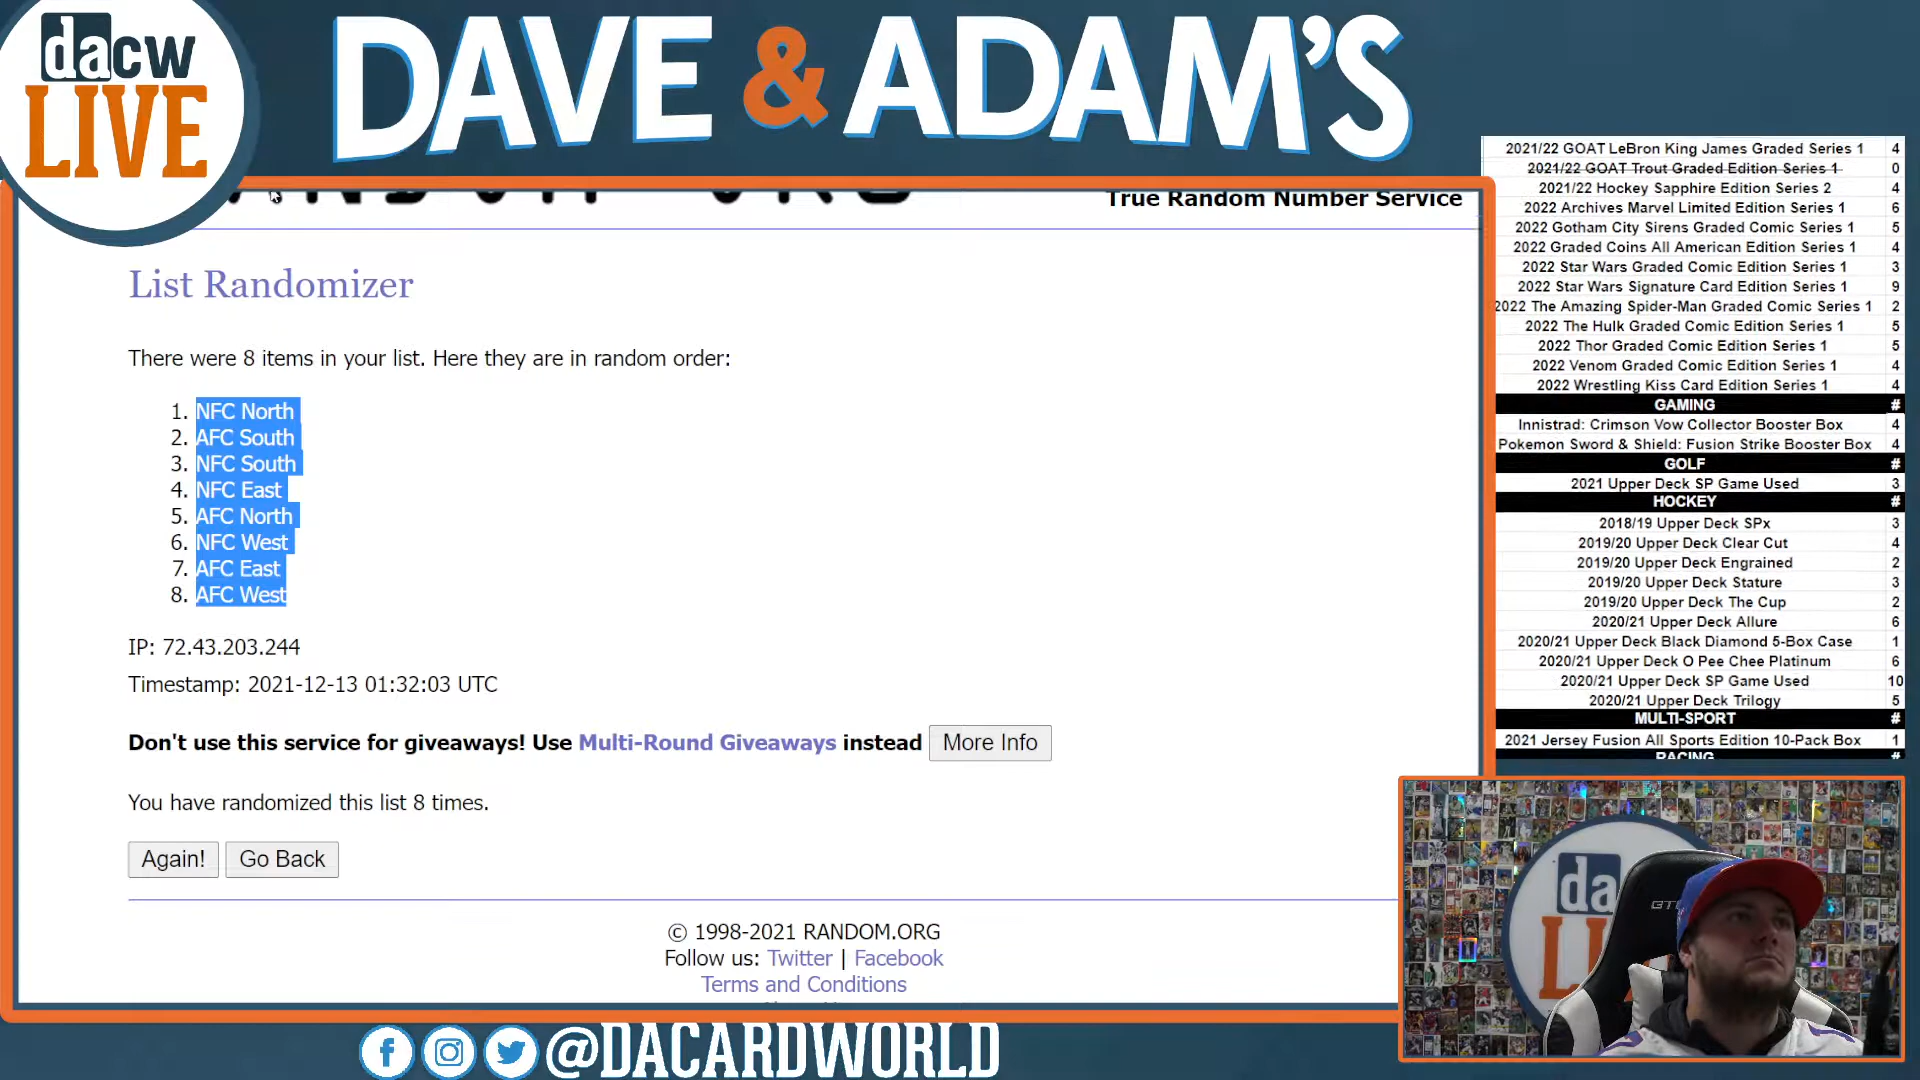 dacw
LIVE
DAVE & ADAM'S
True Random Number Service
List Randomizer
There were 8 items in your list. Here they are in random order:
1. NFC North
2. AFC South
3. NFC South
4. NFC East
5. AFC North
6. NFC West
7. AFC East
8. AFC West
IP: 72.43.203.244
Timestamp: 2021-12-13 01:32:03 UTC
Don't use this service for giveaways! Use Multi-Round Giveaways instead More Info
You have randomized this list 8 times.
Again! Go Back
© 1998-2021 RANDOM.ORG
Follow us: Twitter | Facebook
Terms and Conditions
2021/22 GOAT LeBron King James Graded Series 1 4
2021/22 GOAT Trout Graded Edition Series 1 0
2021/22 Hockey Sapphire Edition Series 2 4
2022 Archives Marvel Limited Edition Series 1 6
2022 Gotham City Sirens Graded Comic Series 1 5
2022 Graded Coins All American Edition Series 1 4
2022 Star Wars Graded Comic Edition Series 1 3
2022 Star Wars Signature Card Edition Series 1 9
2022 The Amazing Spider-Man Graded Comic Series 1 2
2022 The Hulk Graded Comic Edition Series 1 5
2022 Thor Graded Comic Edition Series 1 5
2022 Venom Graded Comic Edition Series 1 4
2022 Wrestling Kiss Card Edition Series 1 4
GAMING #
Innistrad: Crimson Vow Collector Booster Box 4
Pokemon Sword & Shield: Fusion Strike Booster Box 4
GOLF #
2021 Upper Deck SP Game Used 3
HOCKEY #
2018/19 Upper Deck SPx 3
2019/20 Upper Deck Clear Cut 4
2019/20 Upper Deck Engrained 2
2019/20 Upper Deck Stature 3
2019/20 Upper Deck The Cup 2
2020/21 Upper Deck Allure 6
2020/21 Upper Deck Black Diamond 5-Box Case 1
2020/21 Upper Deck O Pee Chee Platinum 6
2020/21 Upper Deck SP Game Used 10
2020/21 Upper Deck Trilogy 5
MULTI-SPORT #
2021 Jersey Fusion All Sports Edition 10-Pack Box 1
RACING #
da
LI
GT
@DACARDWORLD